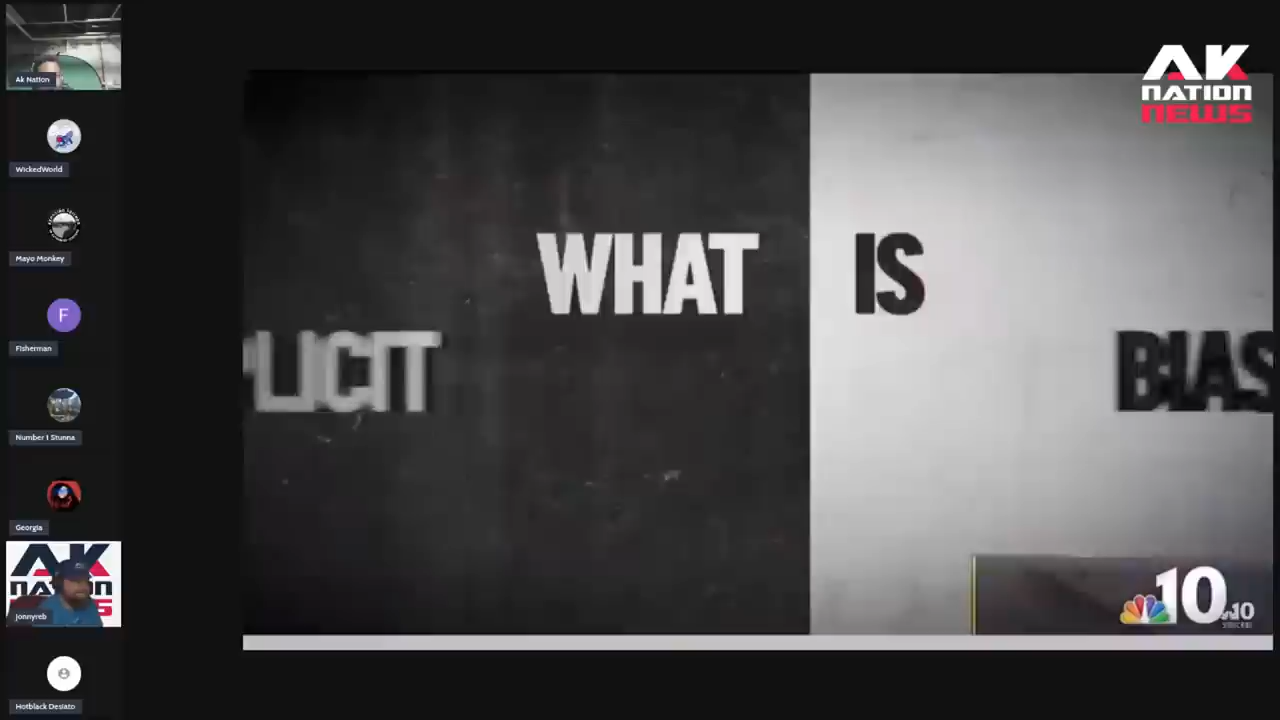 Ak Nation
WickedWorld
Mayo Monkey
Fisherman
Number 1 Stunna
Georgia
Jonnyreb
Hotblack Desiato
F
AK
NATION
NEWS
WHAT IS
PLICIT
BIAS
10